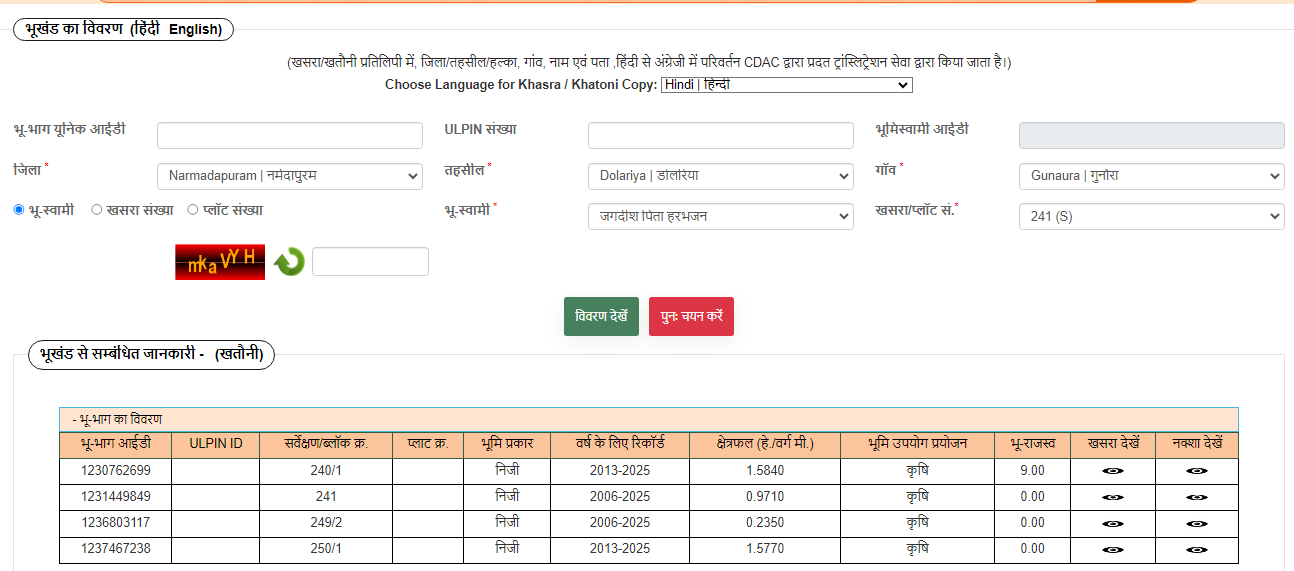 भूखंड का विवरण (हिंदी English)
(खसरा/खतौनी प्रतिलिपी में, जिला/तहसील/हल्का, गांव, नाम एवं पता ,हिंदी से अंग्रेजी में परिवर्तन CDAC द्वारा प्रदत ट्रांस्लिट्रेशन सेवा द्वारा किया जाता है।)
Choose Language for Khasra / Khatoni Copy: Hindi | हिन्दी
भू-भाग यूनिक आईडी ULPIN संख्या भूमिस्वामी आईडी
जिला * Narmadapuram | नर्मदापुरम तहसील * Dolariya | डोलरिया गाँव * Gunaura | गुनौरा
भू-स्वामी खसरा संख्या प्लॉट संख्या भू-स्वामी * जगदीश पिता हरभजन खसरा/प्लॉट सं.* 241 (S)
mkaVYH
विवरण देखें पुनः चयन करें
भूखंड से सम्बंधित जानकारी - (खतौनी)
- भू-भाग का विवरण
भू-भाग आईडी ULPIN ID सर्वेक्षण/ब्लॉक क्र. प्लाट क्र. भूमि प्रकार वर्ष के लिए रिकॉर्ड क्षेत्रफल (हे./वर्ग मी.) भूमि उपयोग प्रयोजन भू-राजस्व खसरा देखें नक्शा देखें
1230762699 240/1 निजी 2013-2025 1.5840 कृषि 9.00
1231449849 241 निजी 2006-2025 0.9710 कृषि 0.00
1236803117 249/2 निजी 2006-2025 0.2350 कृषि 0.00
1237467238 250/1 निजी 2013-2025 1.5770 कृषि 0.00